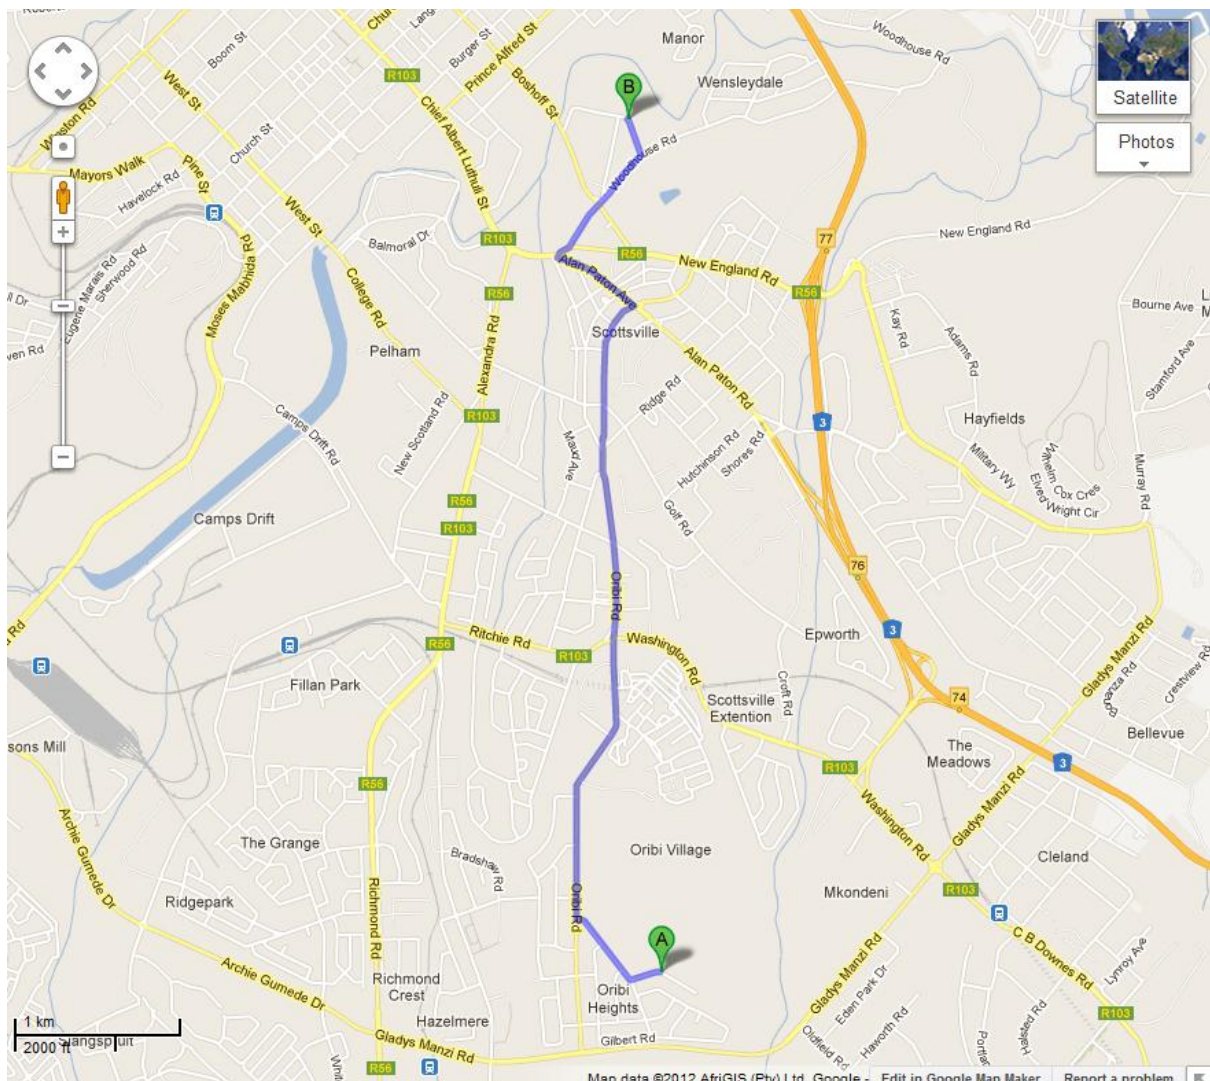 Manor
Woodhouse Rd
Boom St
Burger St
Prince Alfred St
Boshoff St
Wensleydale
Satellite
West St
R103
B
Chief Albert Luthuli St
Photos
Church St
Mayors Walk
Pine St
Woodhouse Rd
Havelock Rd
West St
Balmoral Dr
R103
R56
New England Rd
77
New England Rd
Moses Mabhida Rd
Eugene Marais Rd
Sherwood Rd
Alan Paton Ave
R56
R56
College Rd
Alexandra Rd
Kay Rd
Bourne Ave
Scottsville
Adams Rd
Stamford Ave
Pelham
Alan Paton Rd
Ridge Rd
R103
New Scotland Rd
3
Hayfields
Camps Drift Rd
Maud Ave
Hutchinson Rd
Shores Rd
Military Wy
Murray Rd
R56
Golf Rd
Camps Drift
R103
76
Oribi Rd
Ritchie Rd
R56
R103
Washington Rd
Epworth
3
Gladys Manzi Rd
Crestview Rd
Fillan Park
Croft Rd
Scottsville
Extention
74
Bellevue
sons Mill
The
Meadows
3
R103
R56
Washington Rd
Gladys Manzi Rd
Archie Gumede Dr
The Grange
Bradshaw Rd
Oribi Village
Cleland
Mkondeni
R103
Ridgepark
Richmond Rd
Oribi Rd
A
C B Downes Rd
Lynroy Ave
Archie Gumede Dr
Richmond
Crest
Oribi
Heights
Gladys Manzi Rd
Eden Park Dr
Haworth Rd
Oldfield Rd
Halsted Rd
R103
1 km
2000 ft
Hazelmere
Gladys Manzi Rd
Gilbert Rd
R56
Map data ©2012 AfriGIS (Pty) Ltd, Google -
Edit in Google Map Maker
Report a problem